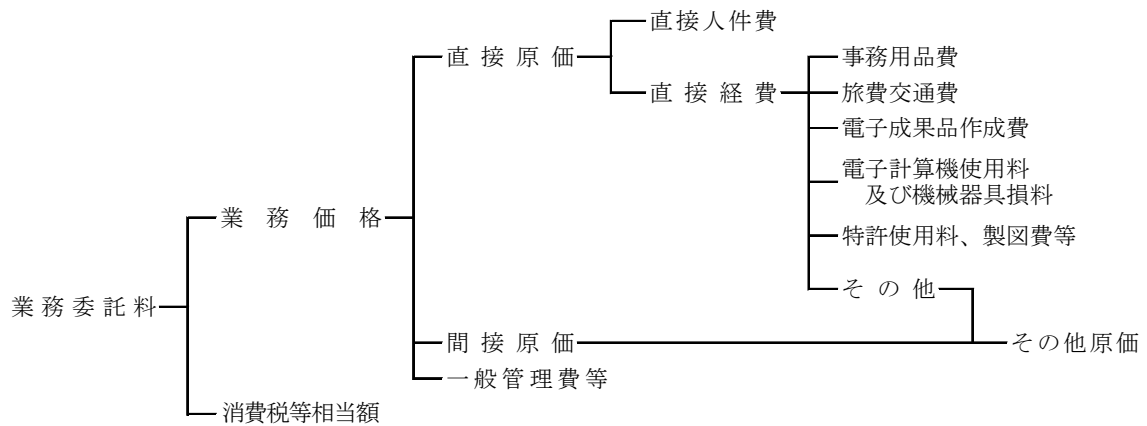 直接人件費
直接原価
事務用品費
直接経費
旅費交通費
電子成果品作成費
電子計算機使用料
及び機械器具損料
業務価格
特許使用料、製図費等
その他
業務委託料
間接原価
その他原価
一般管理費等
消費税等相当額